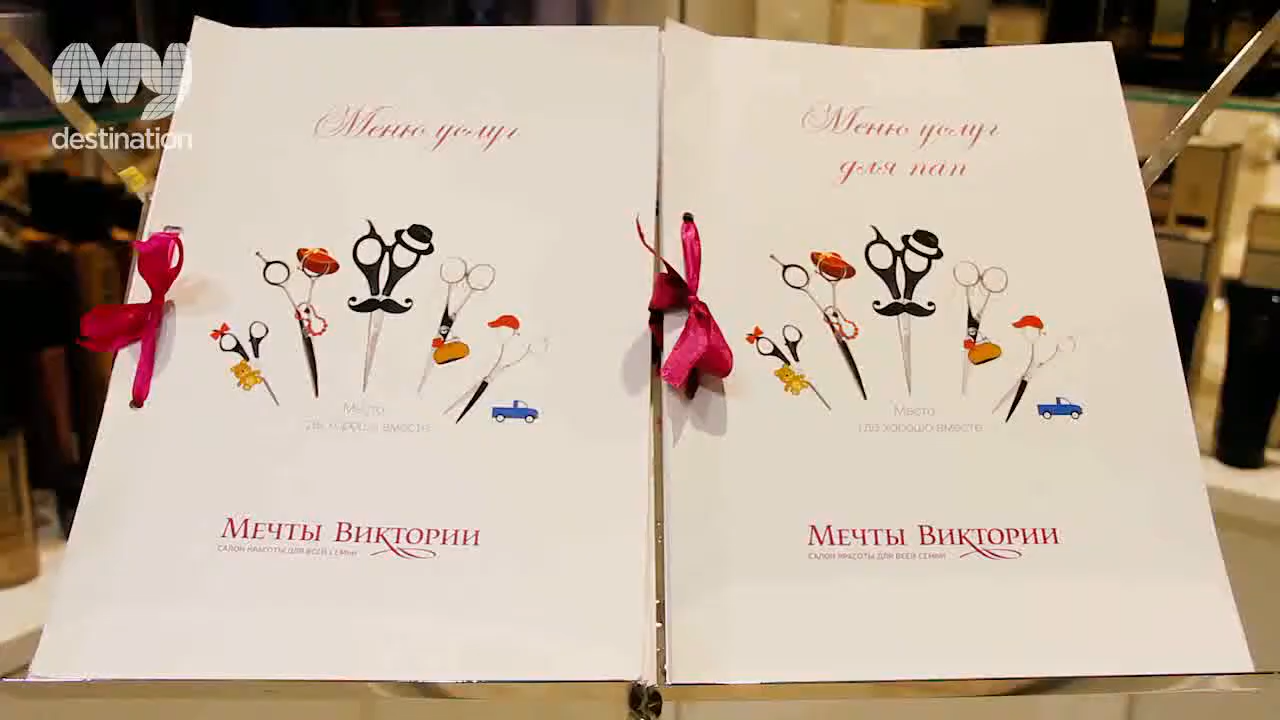 my
destination
Меню услуг
Место
где хорошо вместе
Мечты Виктории
САЛОН КРАСОТЫ ДЛЯ ВСЕЙ СЕМЬИ
Меню услуг
для пап
Место
где хорошо вместе
Мечты Виктории
САЛОН КРАСОТЫ ДЛЯ ВСЕЙ СЕМЬИ